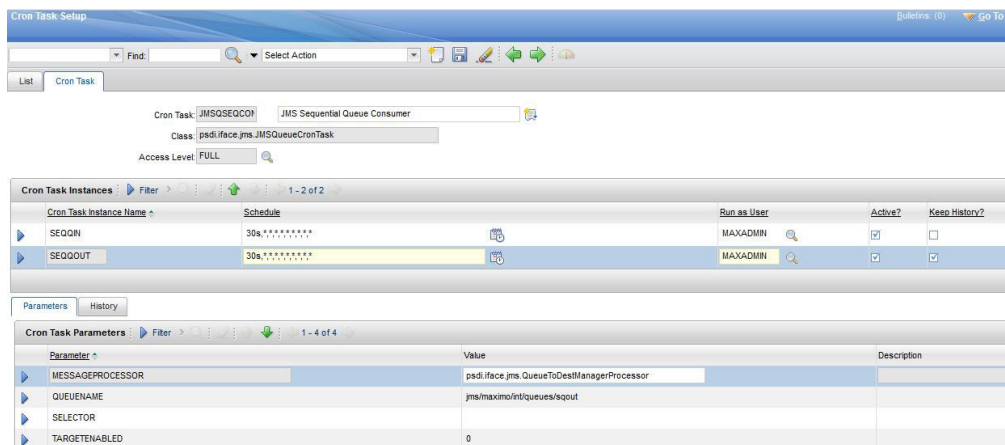 Cron Task Setup Bulletins: (0) Go To
Find: Select Action
List Cron Task
Cron Task: JMSQSEQCON JMS Sequential Queue Consumer
Class: psdi.iface.jms.JMSQueueCronTask
Access Level: FULL
Cron Task Instances Filter 1 - 2 of 2
Cron Task Instance Name Schedule Run as User Active? Keep History?
SEQQIN 30s,*,*,*,*,*,*,*,*,* MAXADMIN
SEQQOUT 30s,*,*,*,*,*,*,*,*,* MAXADMIN
Parameters History
Cron Task Parameters Filter 1 - 4 of 4
Parameter Value Description
MESSAGEPROCESSOR psdi.iface.jms.QueueToDestManagerProcessor
QUEUENAME jms/maximo/int/queues/sqout
SELECTOR
TARGETENABLED 0